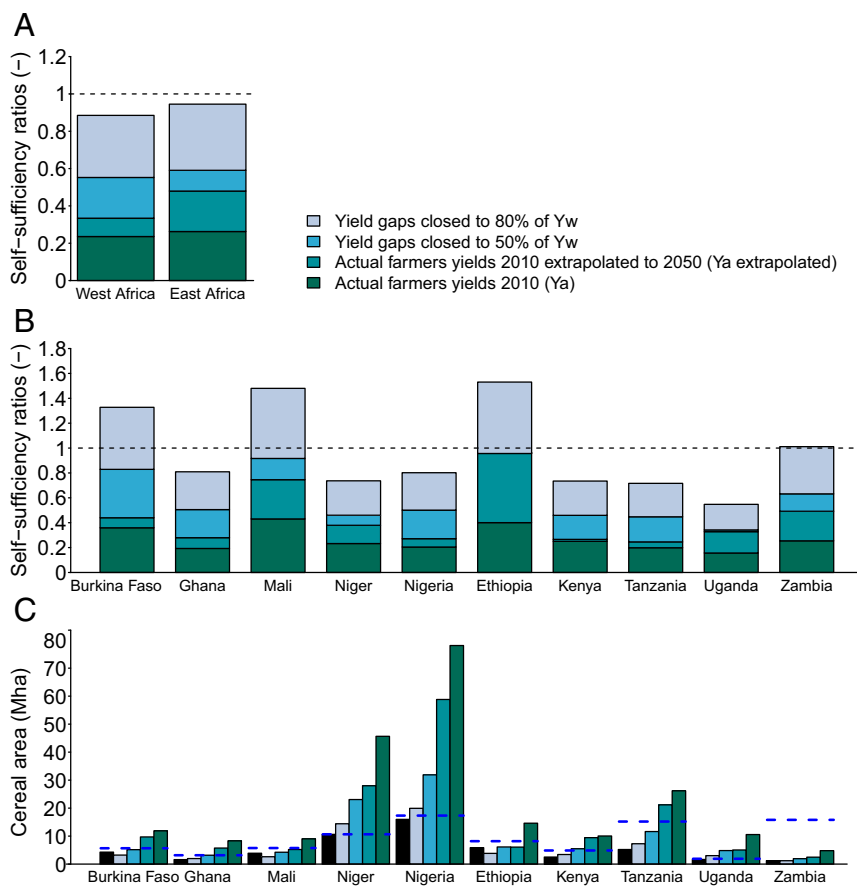 A
Self−sufficiency ratios (−)
1.2
1
0.8
0.6
0.4
0.2
0
West Africa East Africa
Yield gaps closed to 80% of Yw
Yield gaps closed to 50% of Yw
Actual farmers yields 2010 extrapolated to 2050 (Ya extrapolated)
Actual farmers yields 2010 (Ya)
B
Self−sufficiency ratios (−)
1.8
1.6
1.4
1.2
1
0.8
0.6
0.4
0.2
0
Burkina Faso Ghana Mali Niger Nigeria Ethiopia Kenya Tanzania Uganda Zambia
C
Cereal area (Mha)
80
70
60
50
40
30
20
10
0
Burkina Faso Ghana Mali Niger Nigeria Ethiopia Kenya Tanzania Uganda Zambia